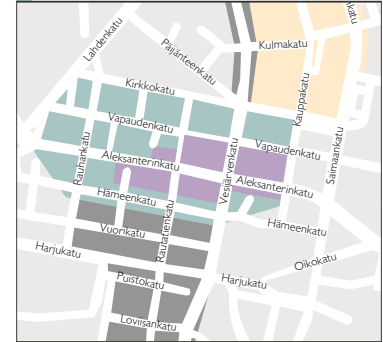 Lahdenkatu
Päijänteenkatu
Kulmakatu
Kauppakatu
katu
Saimaankatu
Kirkkokatu
Vapaudenkatu
Vapaudenkatu
Rauhankatu
Aleksanterinkatu
Vesijärvenkatu
Aleksanterinkatu
Hämeenkatu
Rautatienkatu
Hämeenkatu
Vuorikatu
Harjukatu
Oikokatu
Puistokatu
Harjukatu
Loviisankatu